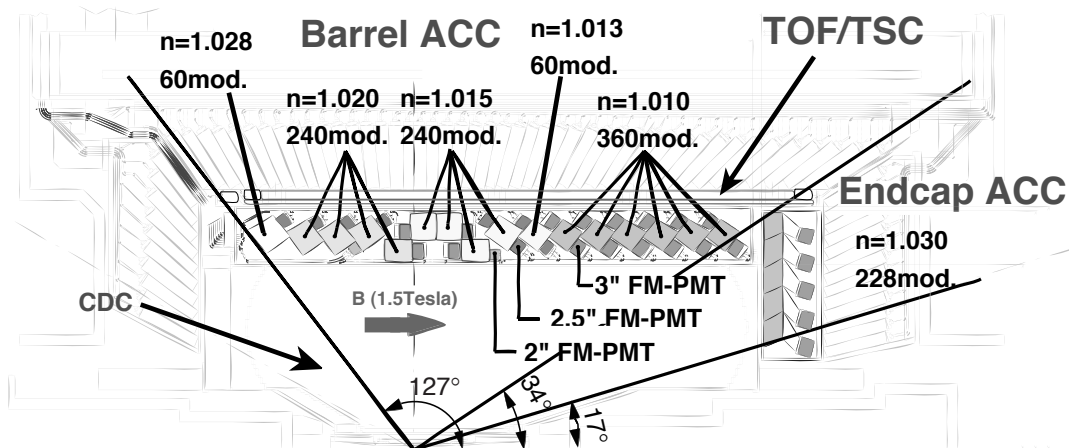 Barrel ACC
TOF/TSC
n=1.028
60mod.
n=1.013
60mod.
n=1.020
240mod.
n=1.015
240mod.
n=1.010
360mod.
Endcap ACC
n=1.030
228mod.
3" FM-PMT
2.5" FM-PMT
2" FM-PMT
CDC
B (1.5Tesla)
127°
34°
17°